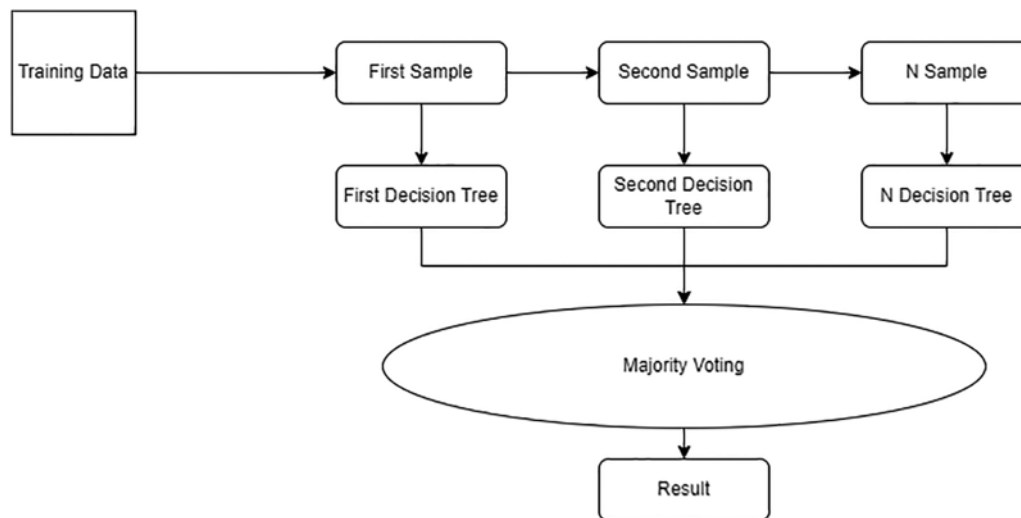 Training Data
First Sample
Second Sample
N Sample
First Decision Tree
Second Decision
Tree
N Decision Tree
Majority Voting
Result